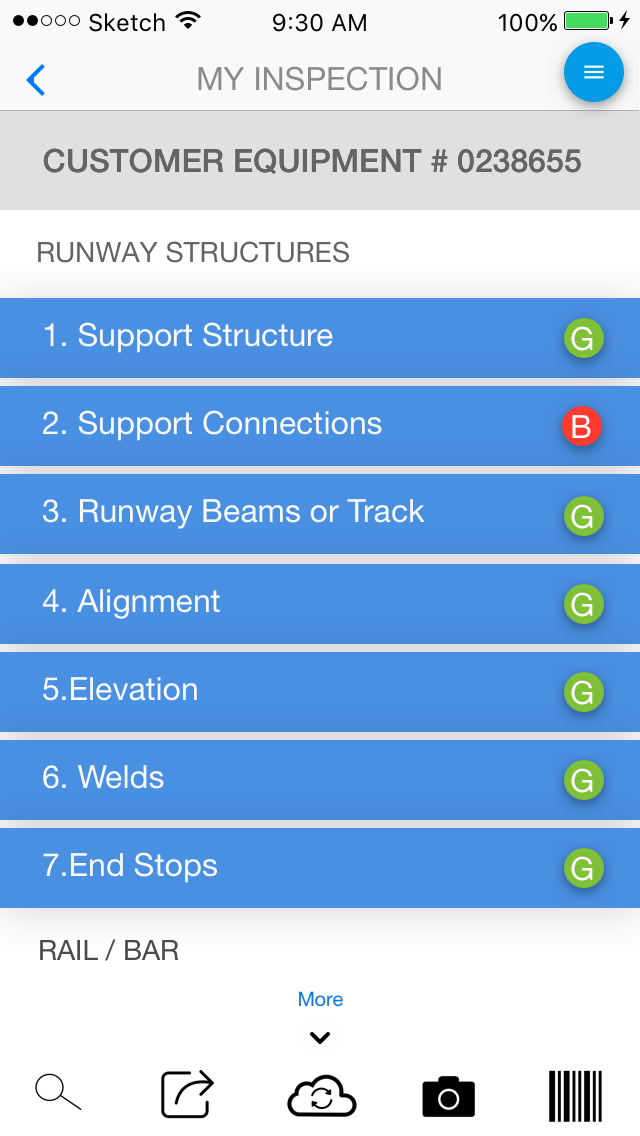 Sketch 9:30 AM 100%
MY INSPECTION
CUSTOMER EQUIPMENT # 0238655
RUNWAY STRUCTURES
1. Support Structure G
2. Support Connections B
3. Runway Beams or Track G
4. Alignment G
5.Elevation G
6. Welds G
7.End Stops G
RAIL / BAR
More